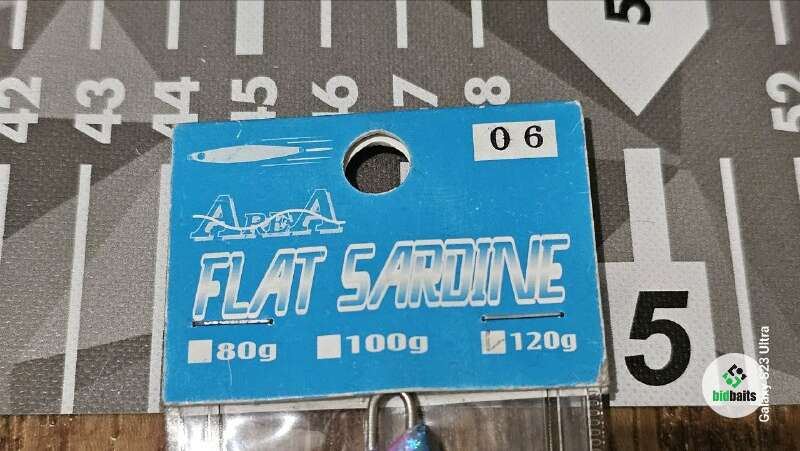 42 43 44 45 46 47 48
5
52
06
AREA
FLAT SARDINE
80g 100g 120g
5
bidbaits
Galaxy S23 Ultra